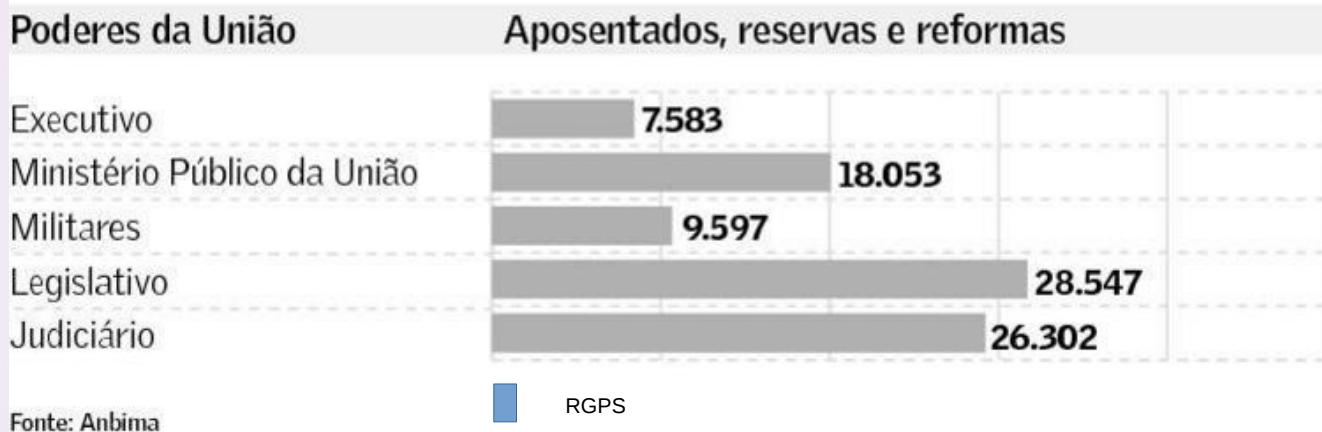 Poderes da União Aposentados, reservas e reformas
Executivo 7.583
Ministério Público da União 18.053
Militares 9.597
Legislativo 28.547
Judiciário 26.302
RGPS
Fonte: Anbima